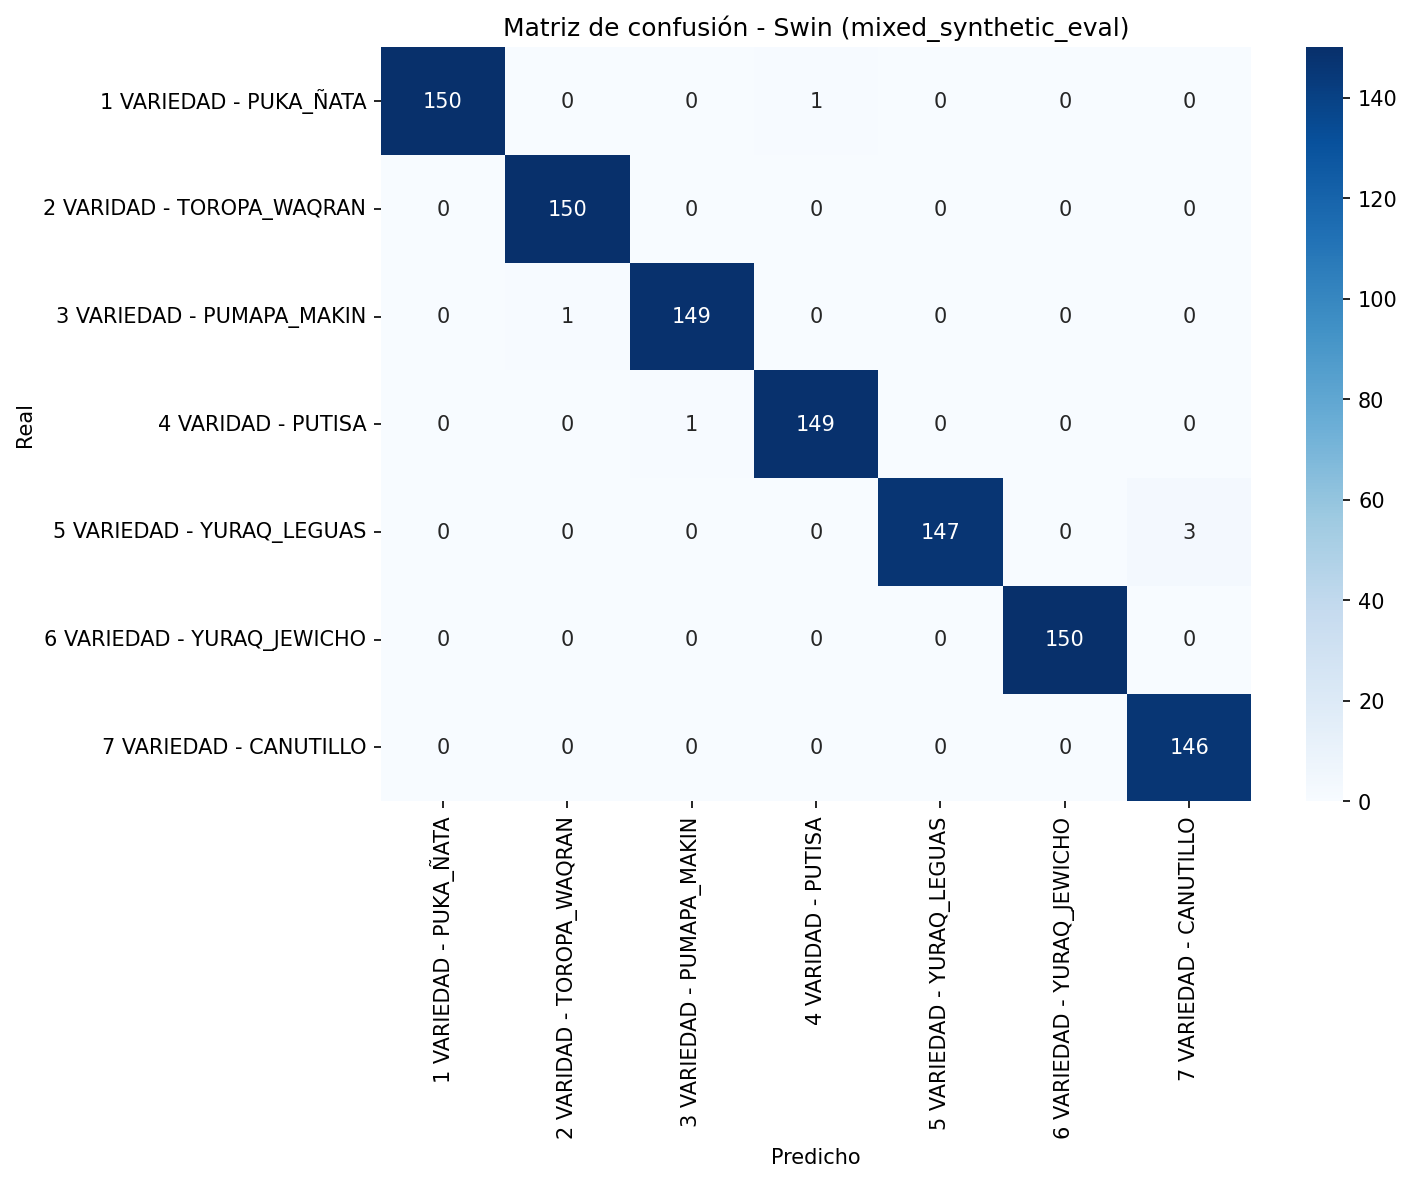 Matriz de confusión - Swin (mixed_synthetic_eval)
1 VARIEDAD - PUKA_ÑATA 150 0 0 1 0 0 0
2 VARIDAD - TOROPA_WAQRAN 0 150 0 0 0 0 0
3 VARIEDAD - PUMAPA_MAKIN 0 1 149 0 0 0 0
4 VARIDAD - PUTISA 0 0 1 149 0 0 0
5 VARIEDAD - YURAQ_LEGUAS 0 0 0 0 147 0 3
6 VARIEDAD - YURAQ_JEWICHO 0 0 0 0 0 150 0
7 VARIEDAD - CANUTILLO 0 0 0 0 0 0 146
Real
1 VARIEDAD - PUKA_ÑATA
2 VARIDAD - TOROPA_WAQRAN
3 VARIEDAD - PUMAPA_MAKIN
4 VARIDAD - PUTISA
5 VARIEDAD - YURAQ_LEGUAS
6 VARIEDAD - YURAQ_JEWICHO
7 VARIEDAD - CANUTILLO
Predicho
140
120
100
80
60
40
20
0